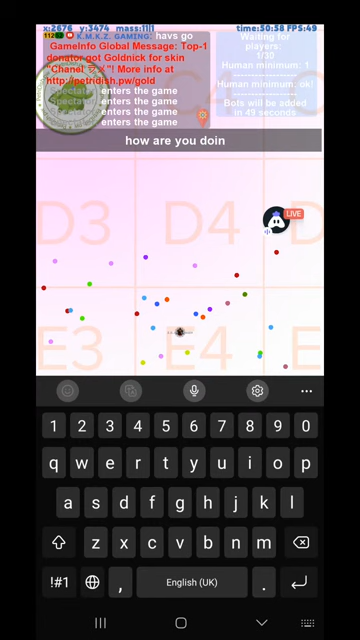 x:2676 y:3474 mass:1111 time:50:58 FPS:49
112 K.M.K.Z. GAMING: havs go
GameInfo Global Message: Top-1
donator got Goldnick for skin
"Chanel"! More info at
http://petridish.pw/gold
enters the game
enters the game
enters the game
enters the game
Waiting for
players:
1/30
Human minimum: 1
Human minimum: ok!
Bots will be added
in 49 seconds
how are you doin
LIVE
D3 D4 D
E3 E4 E
1 2 3 4 5 6 7 8 9 0
q w e r t y u i o p
a s d f g h j k l
z x c v b n m
!#1 , English (UK) .